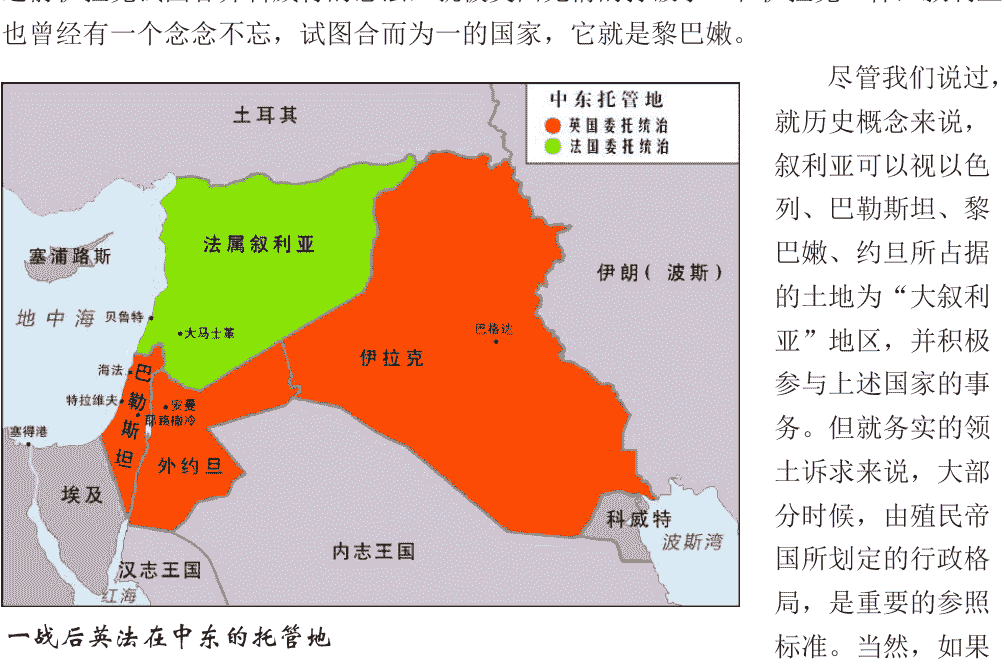 也曾经有一个念念不忘，试图合而为一的国家，它就是黎巴嫩。
中东托管地
英国委托统治
法国委托统治
土耳其
法属叙利亚
塞浦路斯
伊朗（波斯）
地中海
贝鲁特
大马士革
巴格达
伊拉克
海法
巴勒斯坦
特拉维夫
安曼
耶路撒冷
塞得港
外约旦
埃及
科威特
波斯湾
内志王国
汉志王国
红海
一战后英法在中东的托管地
尽管我们说过，
就历史概念来说，
叙利亚可以视以色
列、巴勒斯坦、黎
巴嫩、约旦所占据
的土地为“大叙利
亚”地区，并积极
参与上述国家的事
务。但就务实的领
土诉求来说，大部
分时候，由殖民帝
国所划定的行政格
局，是重要的参照
标准。当然，如果